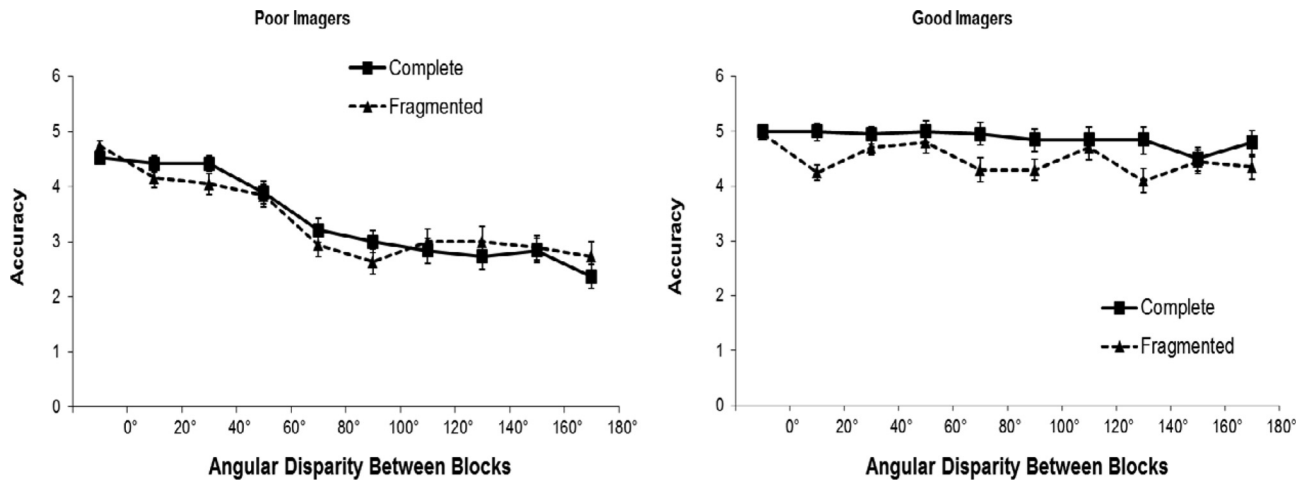 Poor Imagers
Complete
Fragmented
6
5
4
3
2
1
0
Accuracy
0° 20° 40° 60° 80° 100° 120° 140° 160° 180°
Angular Disparity Between Blocks
Good Imagers
6
5
4
3
2
1
0
Accuracy
Complete
Fragmented
0° 20° 40° 60° 80° 100° 120° 140° 160° 180°
Angular Disparity Between Blocks